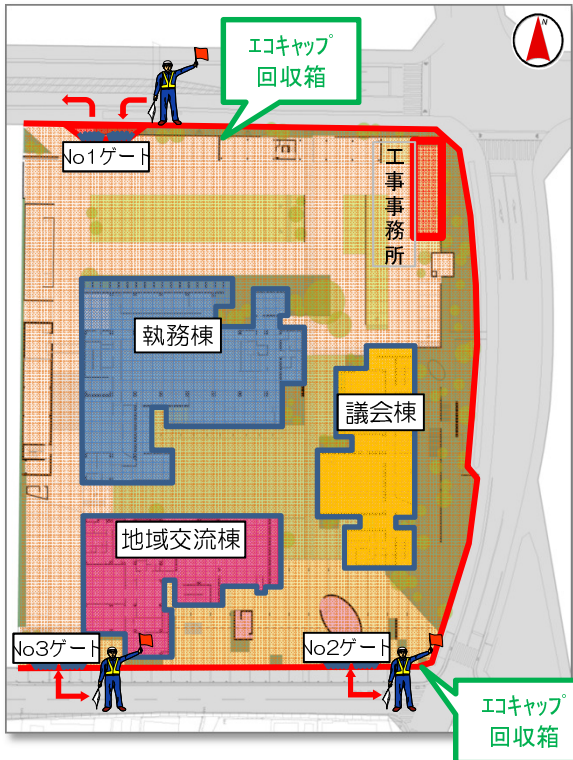 エコキャップ
回収箱
N
No1ゲート
工事事務所
執務棟
議会棟
地域交流棟
No3ゲート
No2ゲート
エコキャップ
回収箱